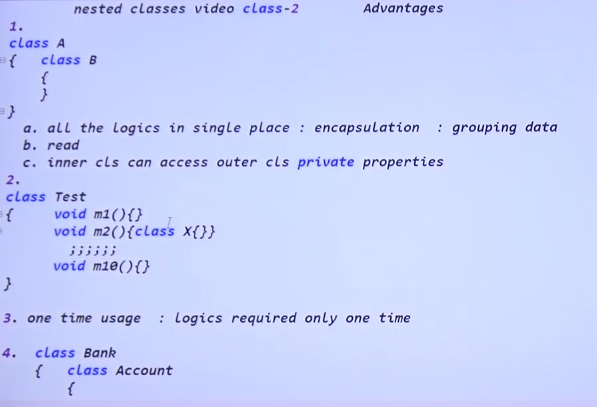 nested classes video class-2 Advantages
1.
class A
{ class B
{
}
}
a. all the logics in single place : encapsulation : grouping data
b. read
c. inner cls can access outer cls private properties
2.
class Test
{ void m1(){}
void m2(){class X{}}
;;;;;;
void m10(){}
}
3. one time usage : logics required only one time
4. class Bank
{ class Account
{